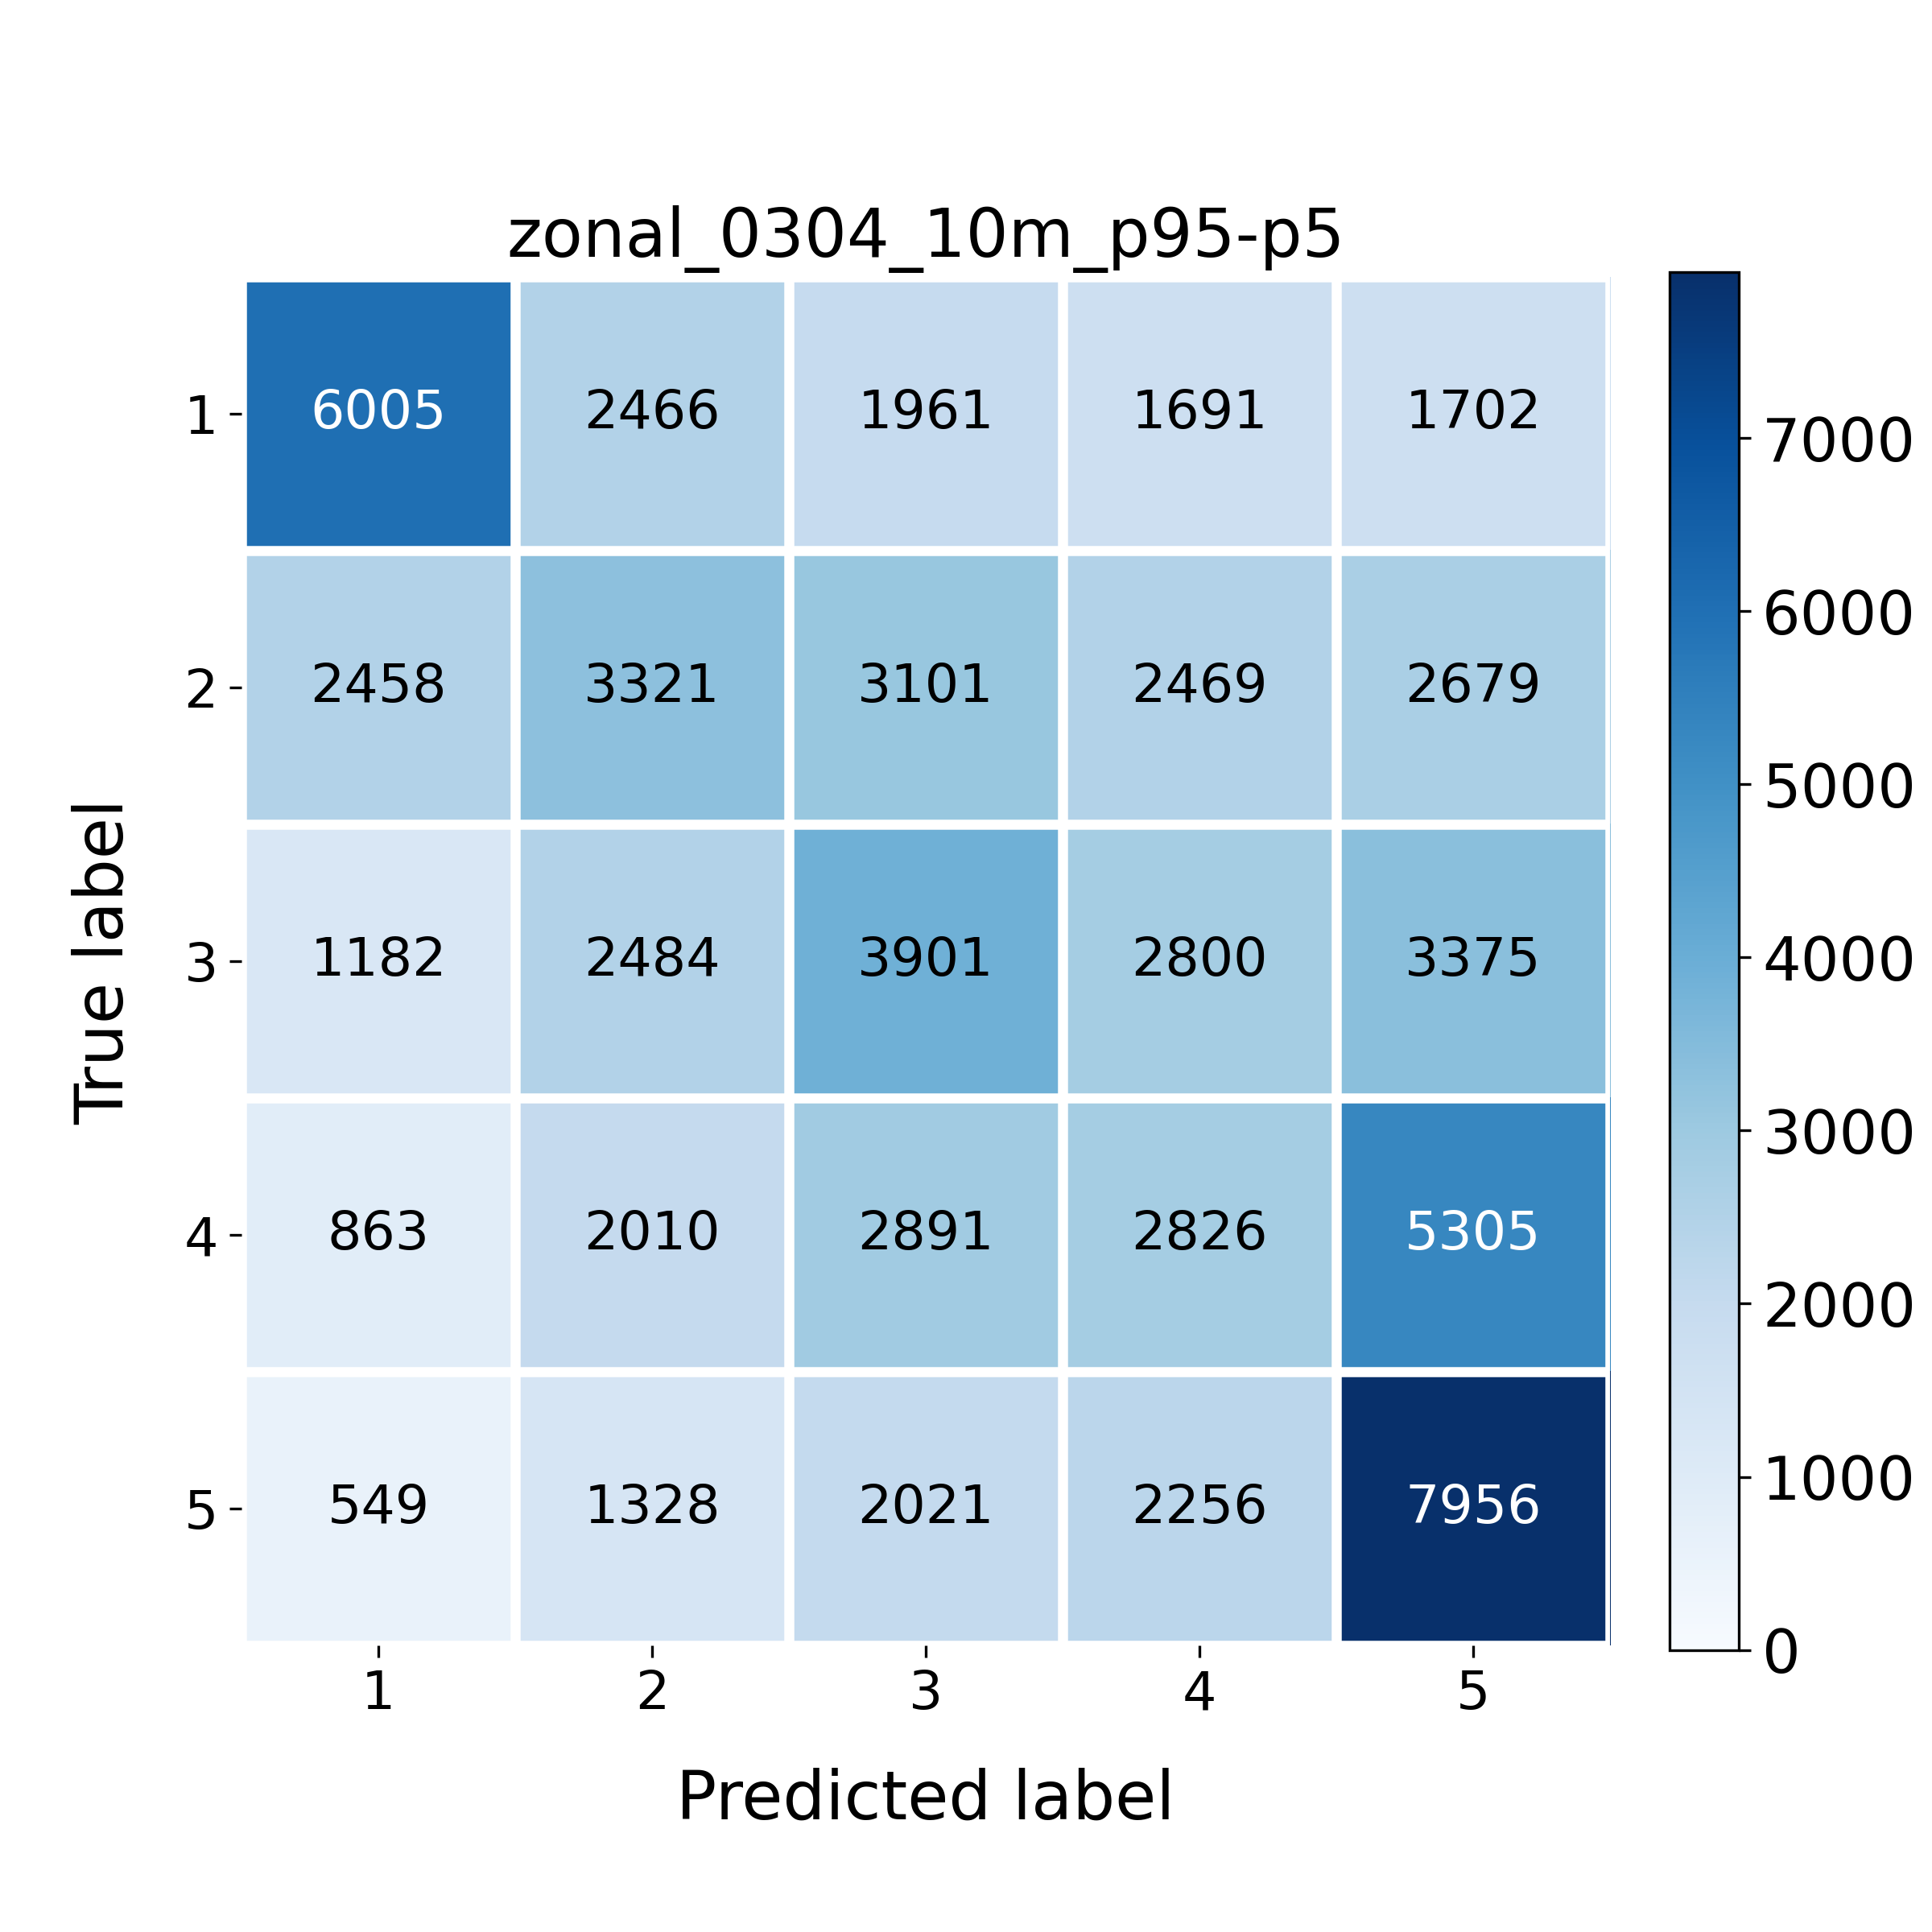 zonal_0304_10m_p95-p5
True label
1 6005 2466 1961 1691 1702
2 2458 3321 3101 2469 2679
3 1182 2484 3901 2800 3375
4 863 2010 2891 2826 5305
5 549 1328 2021 2256 7956
1 2 3 4 5
Predicted label
7000
6000
5000
4000
3000
2000
1000
0